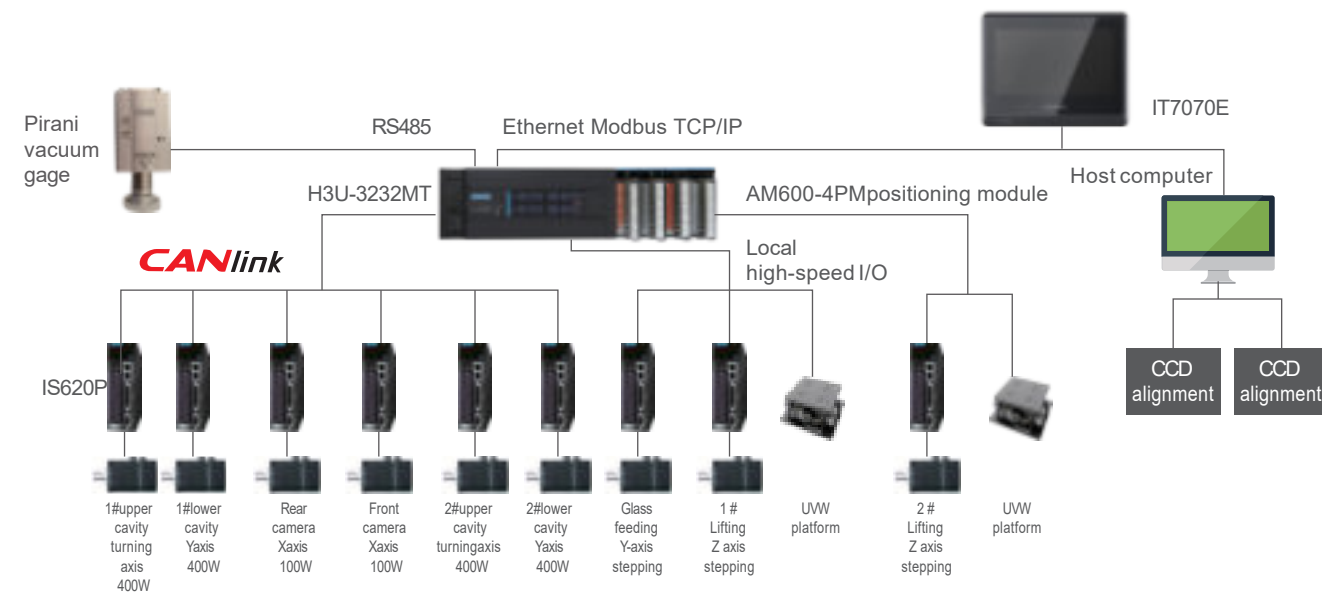 IT7070E
Pirani
vacuum
gage
RS485
Ethernet Modbus TCP/IP
Host computer
H3U-3232MT
AM600-4PMpositioning module
CANlink
Local
high-speed I/O
IS620P
CCD
alignment
CCD
alignment
1#upper
cavity
turning
axis
400W
1#lower
cavity
Yaxis
400W
Rear
camera
Xaxis
100W
Front
camera
Xaxis
100W
2#upper
cavity
turningaxis
400W
2#lower
cavity
Yaxis
400W
Glass
feeding
Y-axis
stepping
1 #
Lifting
Z axis
stepping
UVW
platform
2 #
Lifting
Z axis
stepping
UVW
platform